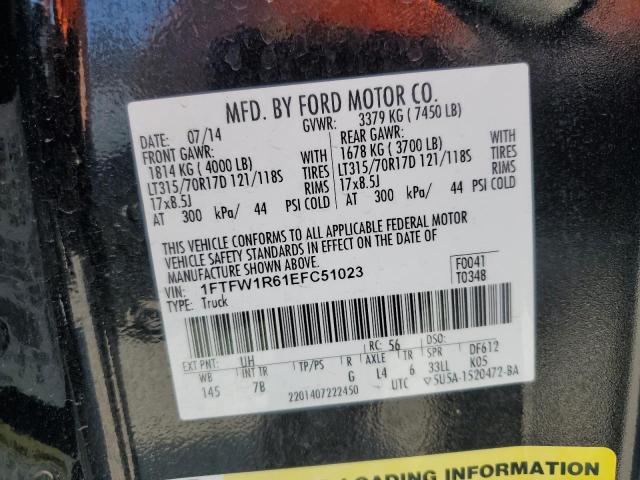 MFD. BY FORD MOTOR CO.
DATE: 07/14 GVWR: 3379 KG ( 7450 LB)
FRONT GAWR: REAR GAWR:
1814 KG ( 4000 LB) WITH 1678 KG ( 3700 LB) WITH
LT315/70R17D 121/118S TIRES LT315/70R17D 121/118S TIRES
17x8.5J RIMS 17x8.5J RIMS
AT 300 kPa/ 44 PSI COLD AT 300 kPa/ 44 PSI COLD
THIS VEHICLE CONFORMS TO ALL APPLICABLE FEDERAL MOTOR
VEHICLE SAFETY STANDARDS IN EFFECT ON THE DATE OF
MANUFACTURE SHOWN ABOVE.
VIN: 1FTFW1R61EFC51023 F0041
TYPE: Truck T0348
EXT PNT: UH RC: 56 DSO:
WB INT TR TP/PS R AXLE TR SPR DF612
145 7B G L4 6 33LL K05
2201407222450 UTC 5U5A-1520472-BA
LOADING INFORMATION